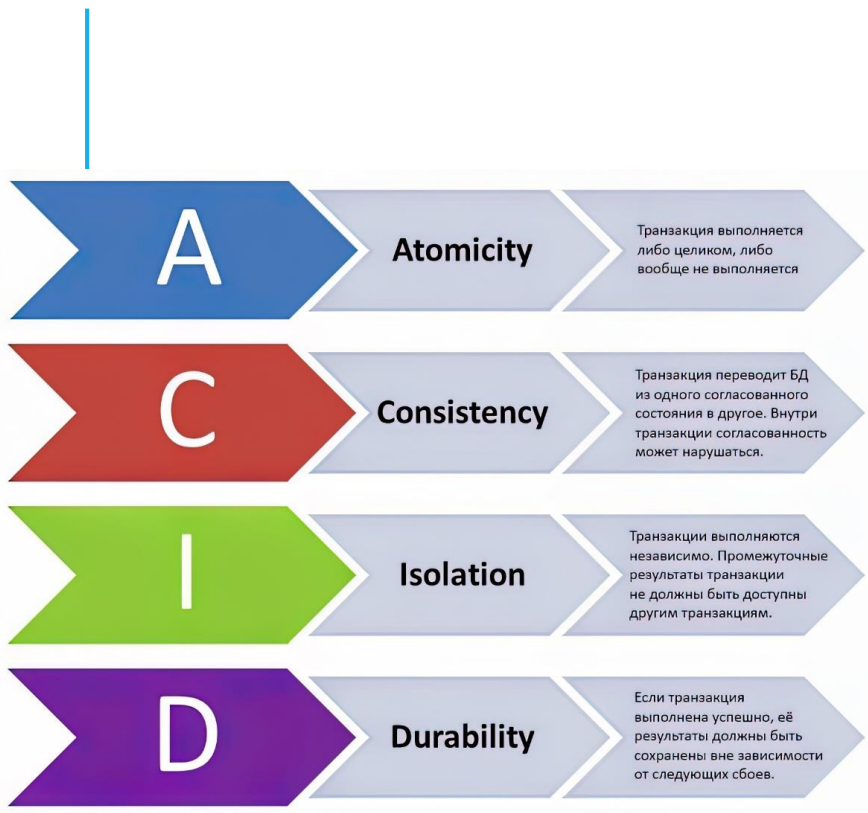 A
Atomicity
Транзакция выполняется
либо целиком, либо
вообще не выполняется
C
Consistency
Транзакция переводит БД
из одного согласованного
состояния в другое. Внутри
транзакции согласованность
может нарушаться.
I
Isolation
Транзакции выполняются
независимо. Промежуточные
результаты транзакции
не должны быть доступны
другим транзакциям.
D
Durability
Если транзакция
выполнена успешно, её
результаты должны быть
сохранены вне зависимости
от следующих сбоев.